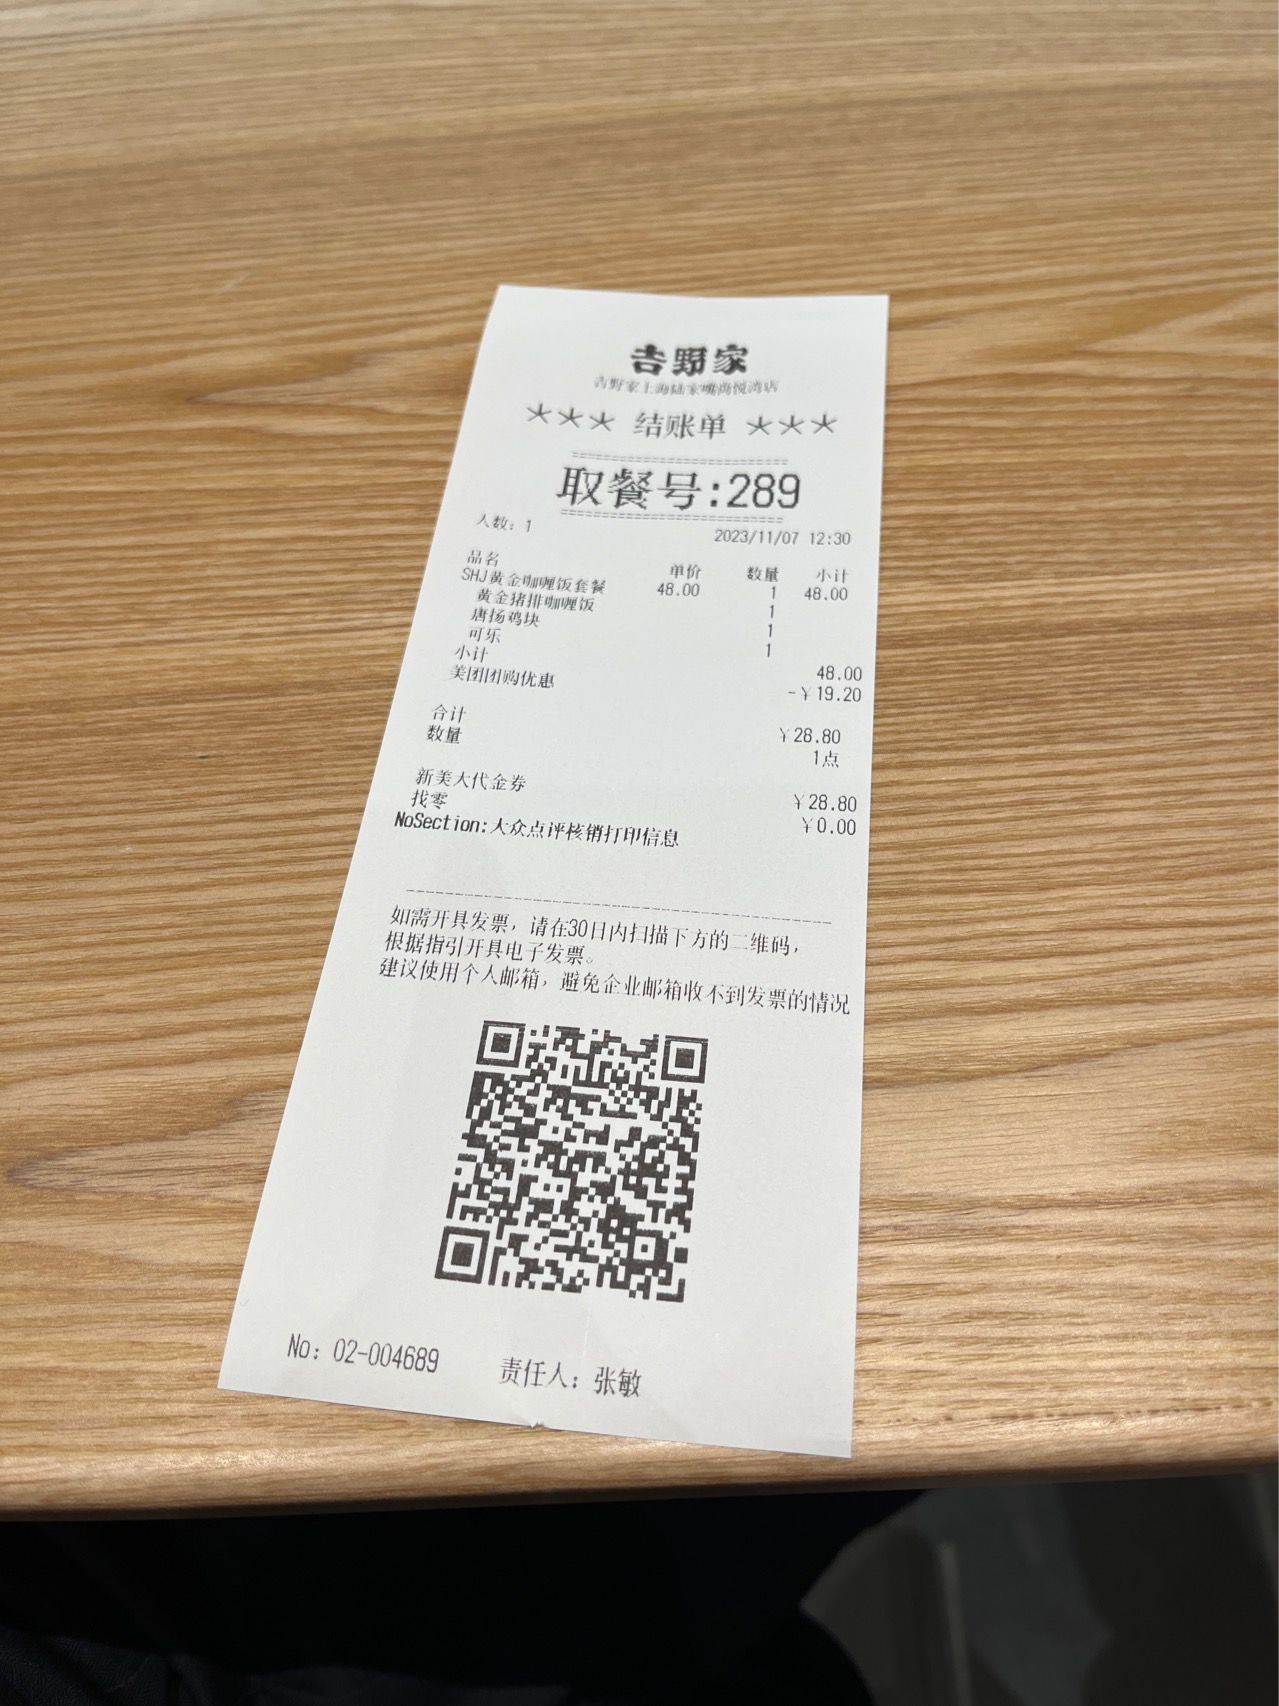 吉野家
吉野家上海陆家嘴尚悦湾店
＊＊＊ 结账单 ＊＊＊
取餐号:289
人数: 1 2023/11/07 12:30
品名 单价 数量 小计
SHJ黄金咖喱饭套餐 48.00 1 48.00
黄金猪排咖喱饭 1
唐扬鸡块 1
可乐 1
小计 48.00
美团团购优惠 -￥19.20
合计 ￥28.80
数量 1点
新美大代金券 ￥28.80
找零 ￥0.00
NoSection:大众点评核销打印信息
如需开具发票，请在30日内扫描下方的二维码，
根据指引开具电子发票。
建议使用个人邮箱，避免企业邮箱收不到发票的情况
No: 02-004689 责任人: 张敏